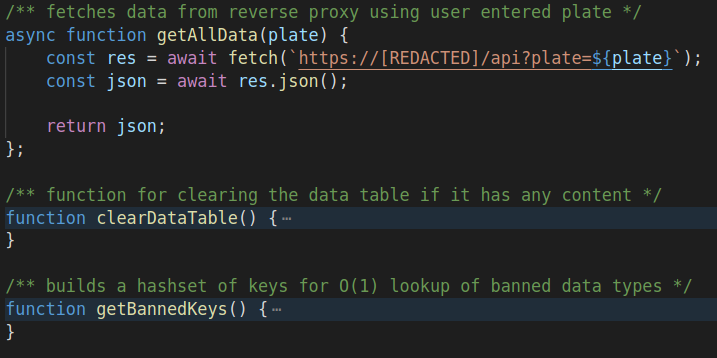 /** fetches data from reverse proxy using user entered plate */
async function getAllData(plate) {
    const res = await fetch(`https://[REDACTED]/api?plate=${plate}`);
    const json = await res.json();

    return json;
};

/** function for clearing the data table if it has any content */
function clearDataTable() { ⋯
}

/** builds a hashset of keys for O(1) lookup of banned data types */
function getBannedKeys() { ⋯
}